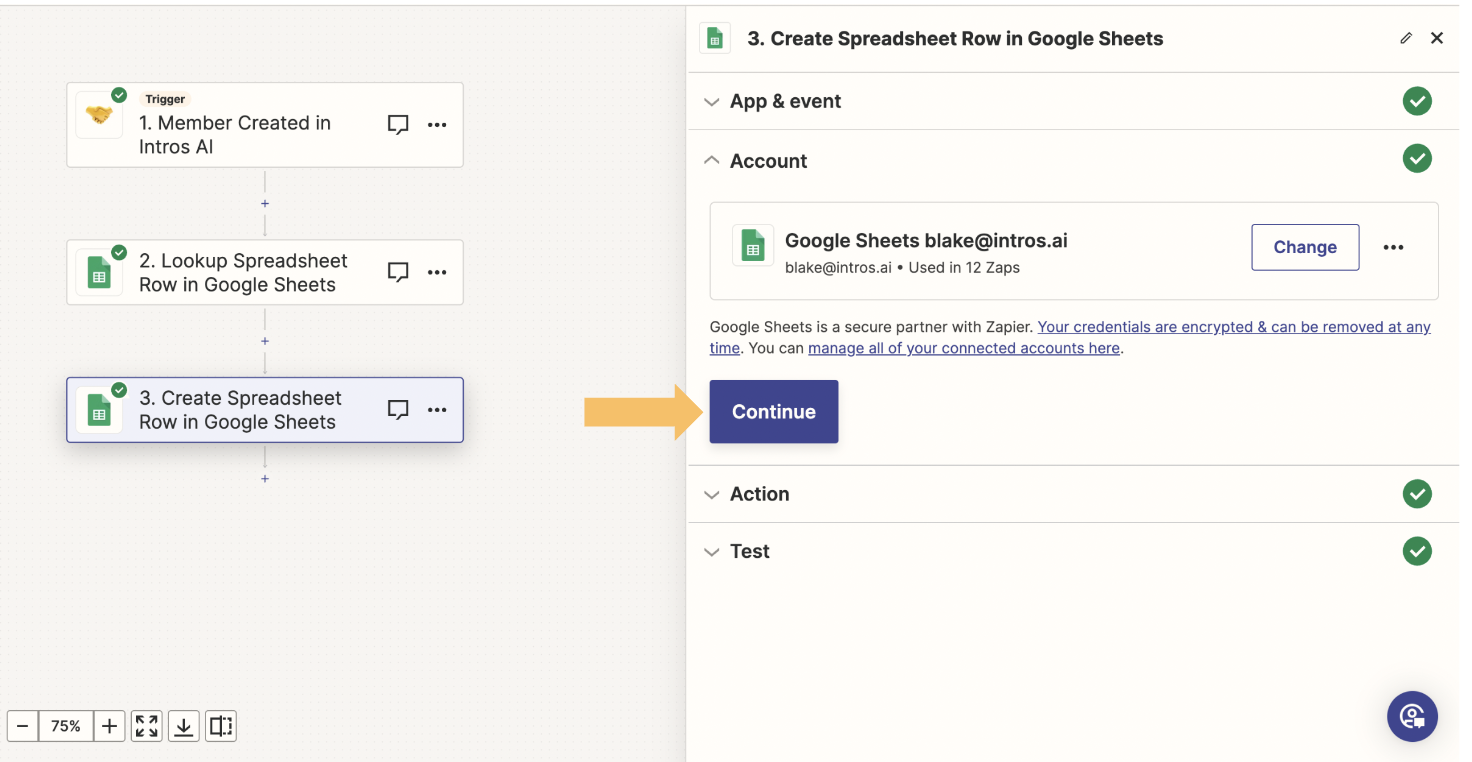 Trigger
1. Member Created in
Intros AI
+
2. Lookup Spreadsheet
Row in Google Sheets
+
3. Create Spreadsheet
Row in Google Sheets
+
75%
3. Create Spreadsheet Row in Google Sheets
App & event
Account
Google Sheets blake@intros.ai
blake@intros.ai • Used in 12 Zaps
Change
Google Sheets is a secure partner with Zapier. Your credentials are encrypted & can be removed at any
time. You can manage all of your connected accounts here.
Continue
Action
Test